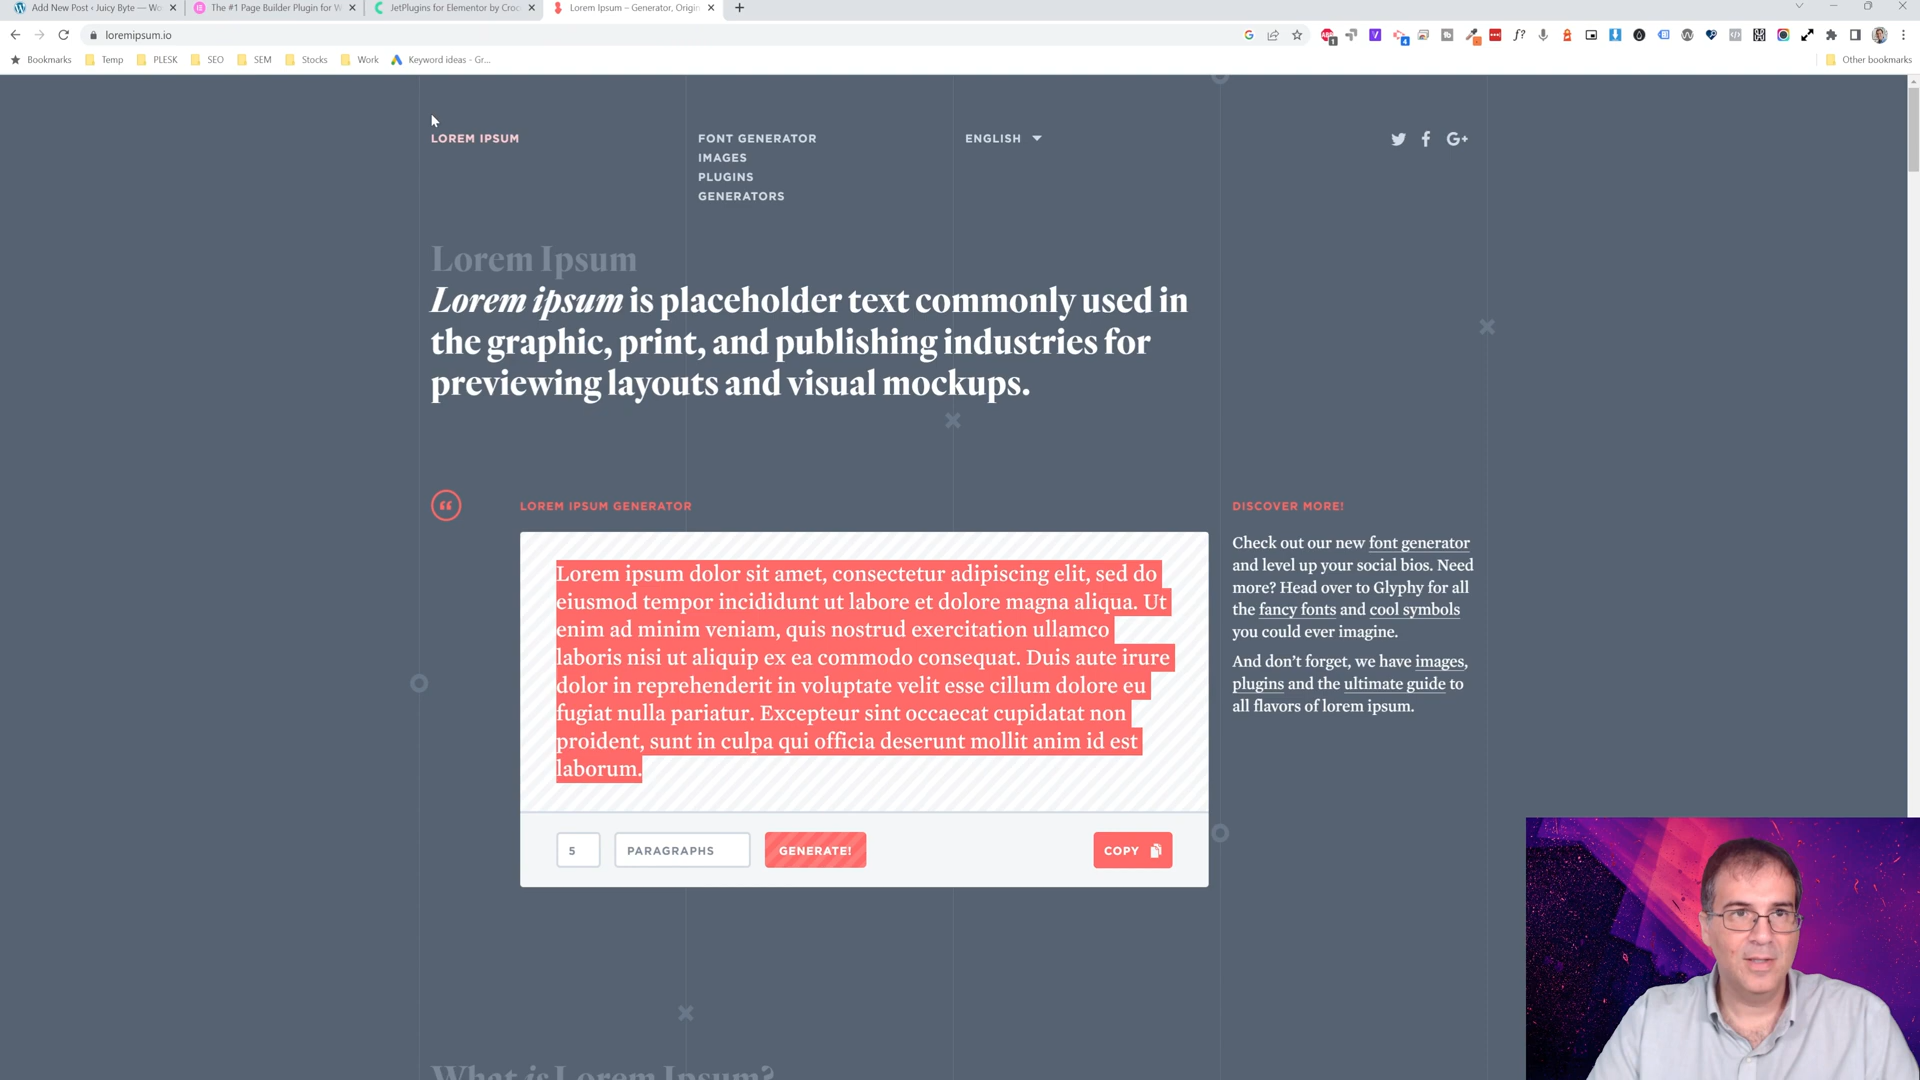 Add New Post ‹ Juicy Byte — Wo
The #1 Page Builder Plugin for W
JetPlugins for Elementor by Croc
Lorem Ipsum – Generator, Origin
loremipsum.io
Bookmarks
Temp
PLESK
SEO
SEM
Stocks
Work
Keyword ideas - Gr...
Other bookmarks
LOREM IPSUM
FONT GENERATOR
IMAGES
PLUGINS
GENERATORS
ENGLISH
Lorem Ipsum
Lorem ipsum is placeholder text commonly used in
the graphic, print, and publishing industries for
previewing layouts and visual mockups.
LOREM IPSUM GENERATOR
Lorem ipsum dolor sit amet, consectetur adipiscing elit, sed do
eiusmod tempor incididunt ut labore et dolore magna aliqua. Ut
enim ad minim veniam, quis nostrud exercitation ullamco
laboris nisi ut aliquip ex ea commodo consequat. Duis aute irure
dolor in reprehenderit in voluptate velit esse cillum dolore eu
fugiat nulla pariatur. Excepteur sint occaecat cupidatat non
proident, sunt in culpa qui officia deserunt mollit anim id est
laborum.
5
PARAGRAPHS
GENERATE!
COPY
DISCOVER MORE!
Check out our new font generator
and level up your social bios. Need
more? Head over to Glyphy for all
the fancy fonts and cool symbols
you could ever imagine.
And don't forget, we have images,
plugins and the ultimate guide to
all flavors of lorem ipsum.
What is Lorem Ipsum?